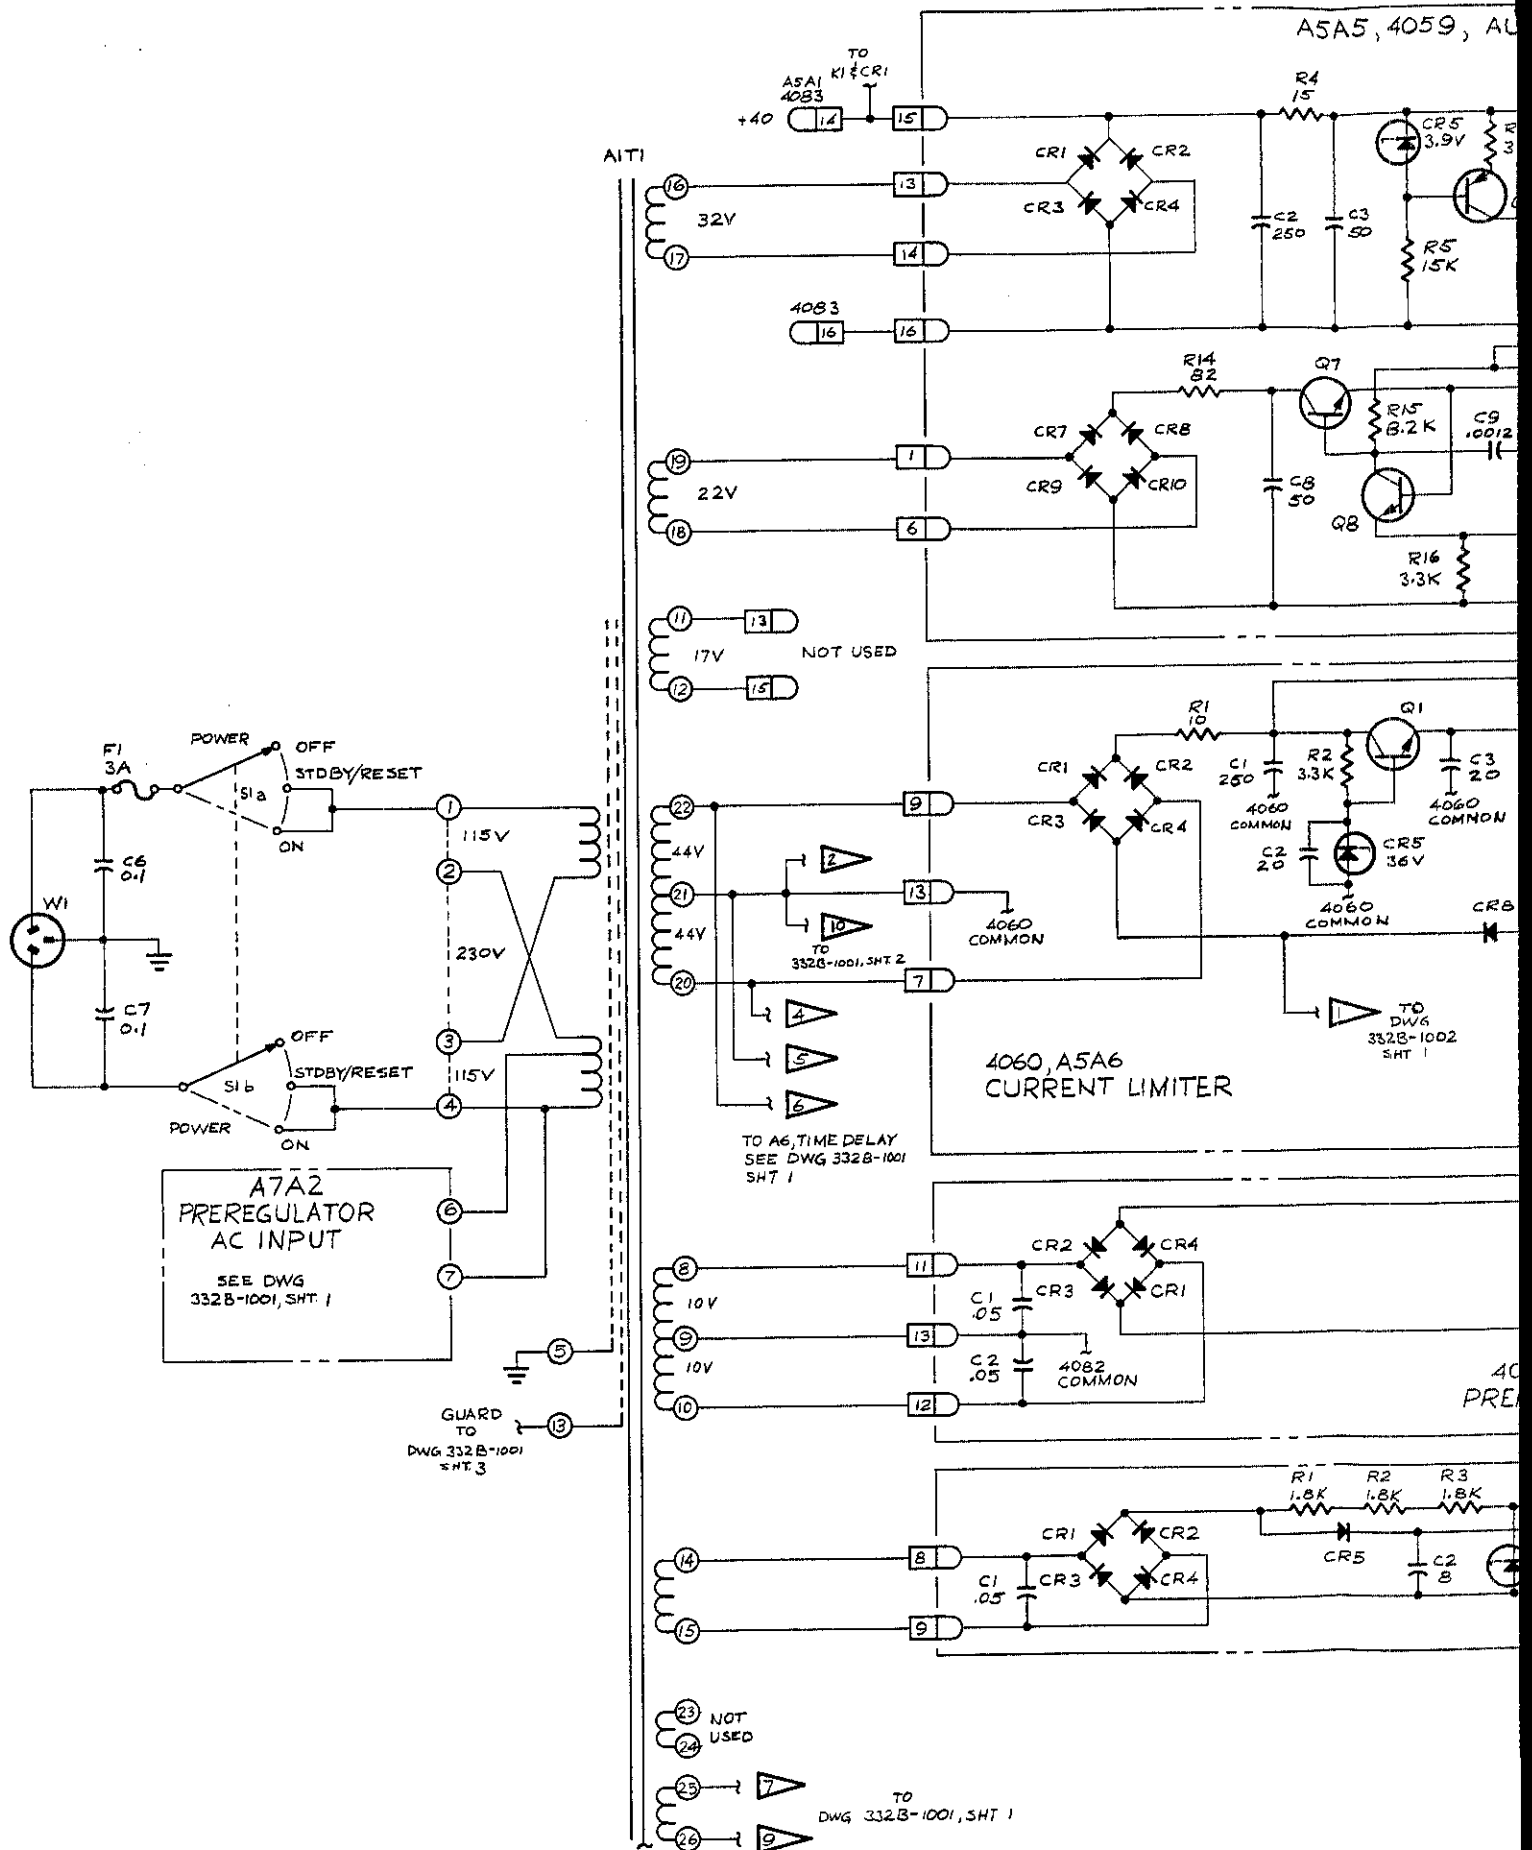 A5A5, 4059, AU
TO
K1 & CR1
A5A1
4083
+40
14
15
R4
15
CR5
3.9V
R
3
A1T1
16
32V
17
13
14
CR1
CR2
CR3
CR4
C2
250
C3
50
R5
15K
4083
16
16
R14
82
Q7
R15
8.2K
C9
.0012
19
22V
18
1
6
CR7
CR8
CR9
CR10
C8
50
Q8
R16
3.3K
11
17V
12
13
15
NOT USED
R1
10
Q1
F1
3A
POWER
OFF
STDBY/RESET
S1a
ON
CR1
CR2
CR3
CR4
C1
250
4060
COMMON
R2
3.3K
C3
20
4060
COMMON
C2
20
CR5
36V
4060
COMMON
CR8
1
115V
2
22
44V
21
44V
20
9
2
13
10
TO
332B-1001, SHT. 2
4060
COMMON
7
C6
0.1
W1
C7
0.1
230V
3
115V
4
4
5
6
1
TO
DWG
332B-1002
SHT 1
4060, A5A6
CURRENT LIMITER
OFF
STDBY/RESET
S1b
POWER
ON
TO A6, TIME DELAY
SEE DWG 332B-1001
SHT 1
A7A2
PREREGULATOR
AC INPUT
SEE DWG
332B-1001, SHT. 1
6
7
5
GUARD
TO
DWG 332B-1001
SHT. 3
13
8
10V
9
10V
10
11
13
12
C1
.05
C2
.05
CR2
CR4
CR3
CR1
4082
COMMON
40
PRE
R1
1.8K
R2
1.8K
R3
1.8K
14
15
8
9
C1
.05
CR1
CR2
CR3
CR4
CR5
C2
8
23
24
NOT
USED
25
26
7
9
TO
DWG 332B-1001, SHT 1